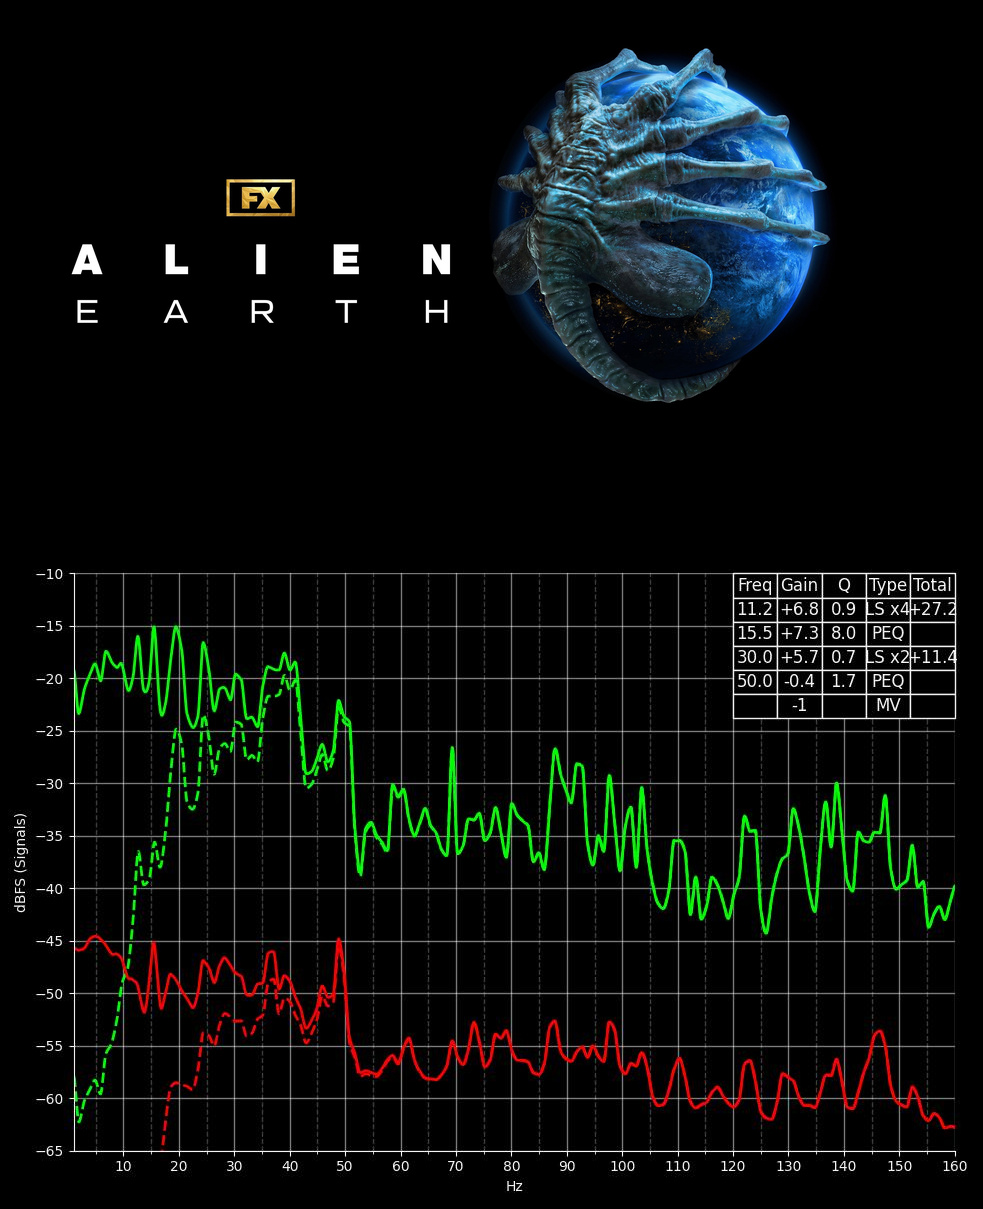 FX
A L I E N
E A R T H
Freq Gain Q Type Total
11.2 +6.8 0.9 LS x4 +27.2
15.5 +7.3 8.0 PEQ
30.0 +5.7 0.7 LS x2 +11.4
50.0 -0.4 1.7 PEQ
-1 MV
−10
−15
−20
−25
−30
−35
−40
−45
−50
−55
−60
−65
dBFS (Signals)
10 20 30 40 50 60 70 80 90 100 110 120 130 140 150 160
Hz